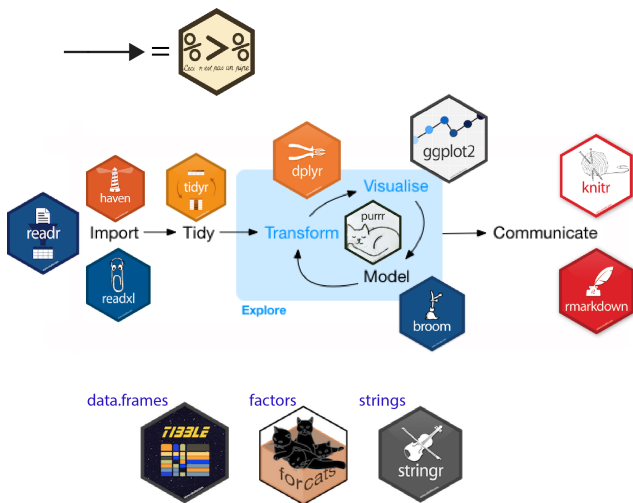 = %>%
Ceci n'est pas un pipe
dplyr
ggplot2
haven
tidyr
Visualise
knitr
purrr
readr
Import
Tidy
Transform
Communicate
Model
readxl
broom
rmarkdown
Explore
data.frames
factors
strings
TIBBLE
forcats
stringr